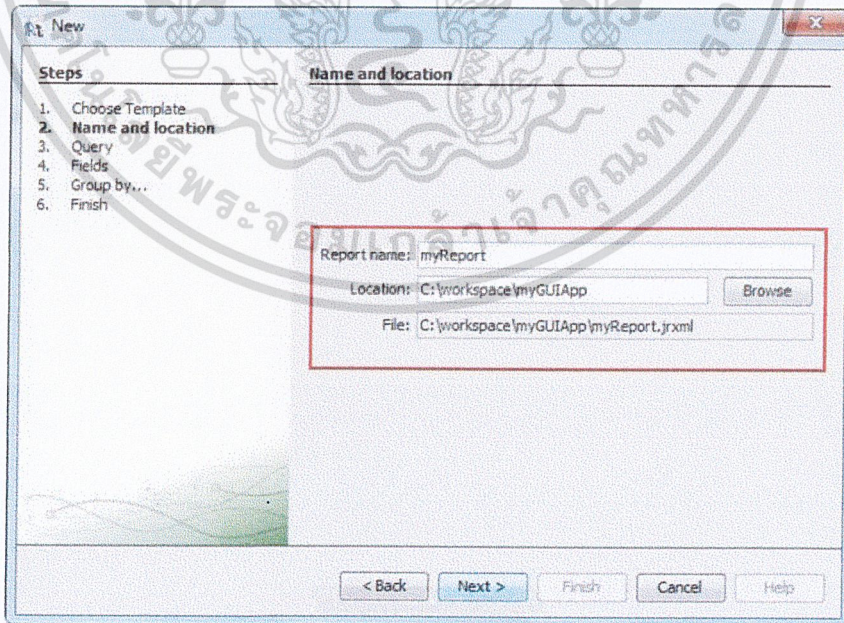 New
Steps
1. Choose Template
2. Name and location
3. Query
4. Fields
5. Group by...
6. Finish
Name and location
Report name: myReport
Location: C:\workspace\myGUIApp
Browse
File: C:\workspace\myGUIApp\myReport.jrxml
< Back
Next >
Finish
Cancel
Help